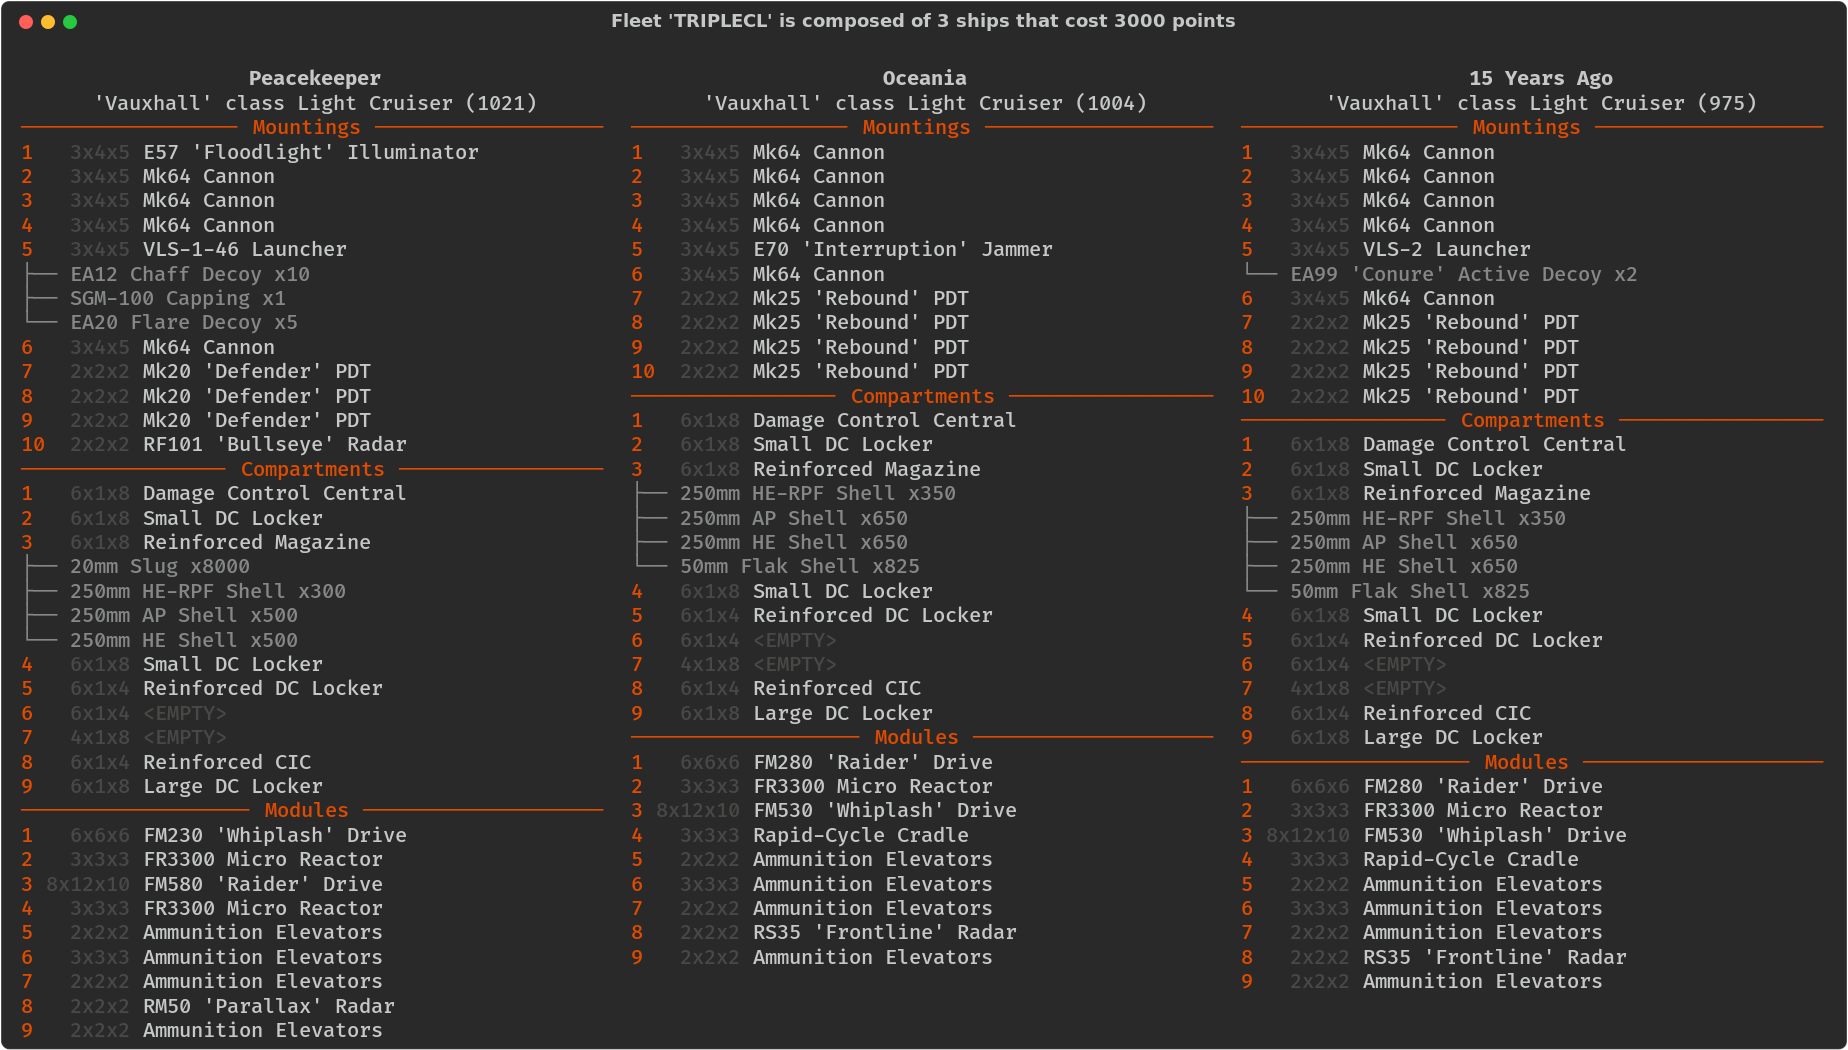 Fleet 'TRIPLECL' is composed of 3 ships that cost 3000 points
Peacekeeper
'Vauxhall' class Light Cruiser (1021)
Mountings
1 3x4x5 E57 'Floodlight' Illuminator
2 3x4x5 Mk64 Cannon
3 3x4x5 Mk64 Cannon
4 3x4x5 Mk64 Cannon
5 3x4x5 VLS-1-46 Launcher
├── EA12 Chaff Decoy x10
├── SGM-100 Capping x1
└── EA20 Flare Decoy x5
6 3x4x5 Mk64 Cannon
7 2x2x2 Mk20 'Defender' PDT
8 2x2x2 Mk20 'Defender' PDT
9 2x2x2 Mk20 'Defender' PDT
10 2x2x2 RF101 'Bullseye' Radar
Compartments
1 6x1x8 Damage Control Central
2 6x1x8 Small DC Locker
3 6x1x8 Reinforced Magazine
├── 20mm Slug x8000
├── 250mm HE-RPF Shell x300
├── 250mm AP Shell x500
└── 250mm HE Shell x500
4 6x1x8 Small DC Locker
5 6x1x4 Reinforced DC Locker
6 6x1x4 <EMPTY>
7 4x1x8 <EMPTY>
8 6x1x4 Reinforced CIC
9 6x1x8 Large DC Locker
Modules
1 6x6x6 FM230 'Whiplash' Drive
2 3x3x3 FR3300 Micro Reactor
3 8x12x10 FM580 'Raider' Drive
4 3x3x3 FR3300 Micro Reactor
5 2x2x2 Ammunition Elevators
6 3x3x3 Ammunition Elevators
7 2x2x2 Ammunition Elevators
8 2x2x2 RM50 'Parallax' Radar
9 2x2x2 Ammunition Elevators
Oceania
'Vauxhall' class Light Cruiser (1004)
Mountings
1 3x4x5 Mk64 Cannon
2 3x4x5 Mk64 Cannon
3 3x4x5 Mk64 Cannon
4 3x4x5 Mk64 Cannon
5 3x4x5 E70 'Interruption' Jammer
6 3x4x5 Mk64 Cannon
7 2x2x2 Mk25 'Rebound' PDT
8 2x2x2 Mk25 'Rebound' PDT
9 2x2x2 Mk25 'Rebound' PDT
10 2x2x2 Mk25 'Rebound' PDT
Compartments
1 6x1x8 Damage Control Central
2 6x1x8 Small DC Locker
3 6x1x8 Reinforced Magazine
├── 250mm HE-RPF Shell x350
├── 250mm AP Shell x650
├── 250mm HE Shell x650
└── 50mm Flak Shell x825
4 6x1x8 Small DC Locker
5 6x1x4 Reinforced DC Locker
6 6x1x4 <EMPTY>
7 4x1x8 <EMPTY>
8 6x1x4 Reinforced CIC
9 6x1x8 Large DC Locker
Modules
1 6x6x6 FM280 'Raider' Drive
2 3x3x3 FR3300 Micro Reactor
3 8x12x10 FM530 'Whiplash' Drive
4 3x3x3 Rapid-Cycle Cradle
5 2x2x2 Ammunition Elevators
6 3x3x3 Ammunition Elevators
7 2x2x2 Ammunition Elevators
8 2x2x2 RS35 'Frontline' Radar
9 2x2x2 Ammunition Elevators
15 Years Ago
'Vauxhall' class Light Cruiser (975)
Mountings
1 3x4x5 Mk64 Cannon
2 3x4x5 Mk64 Cannon
3 3x4x5 Mk64 Cannon
4 3x4x5 Mk64 Cannon
5 3x4x5 VLS-2 Launcher
└── EA99 'Conure' Active Decoy x2
6 3x4x5 Mk64 Cannon
7 2x2x2 Mk25 'Rebound' PDT
8 2x2x2 Mk25 'Rebound' PDT
9 2x2x2 Mk25 'Rebound' PDT
10 2x2x2 Mk25 'Rebound' PDT
Compartments
1 6x1x8 Damage Control Central
2 6x1x8 Small DC Locker
3 6x1x8 Reinforced Magazine
├── 250mm HE-RPF Shell x350
├── 250mm AP Shell x650
├── 250mm HE Shell x650
└── 50mm Flak Shell x825
4 6x1x8 Small DC Locker
5 6x1x4 Reinforced DC Locker
6 6x1x4 <EMPTY>
7 4x1x8 <EMPTY>
8 6x1x4 Reinforced CIC
9 6x1x8 Large DC Locker
Modules
1 6x6x6 FM280 'Raider' Drive
2 3x3x3 FR3300 Micro Reactor
3 8x12x10 FM530 'Whiplash' Drive
4 3x3x3 Rapid-Cycle Cradle
5 2x2x2 Ammunition Elevators
6 3x3x3 Ammunition Elevators
7 2x2x2 Ammunition Elevators
8 2x2x2 RS35 'Frontline' Radar
9 2x2x2 Ammunition Elevators